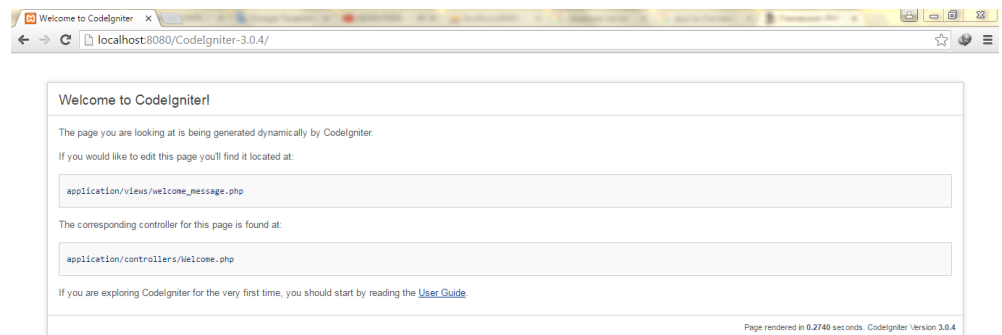 Welcome to CodeIgniter
localhost:8080/CodeIgniter-3.0.4/
Welcome to CodeIgniter!
The page you are looking at is being generated dynamically by CodeIgniter.
If you would like to edit this page you'll find it located at:
application/views/welcome_message.php
The corresponding controller for this page is found at:
application/controllers/Welcome.php
If you are exploring CodeIgniter for the very first time, you should start by reading the User Guide.
Page rendered in 0.2740 seconds. CodeIgniter Version 3.0.4